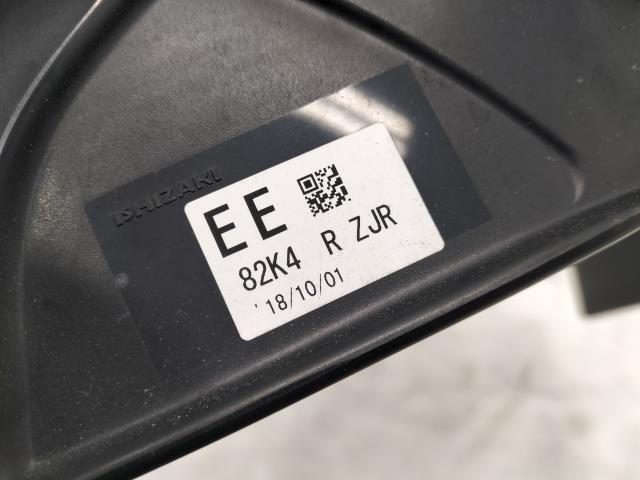 ISHIZAKI
EE
82K4 R ZJR
'18/10/01